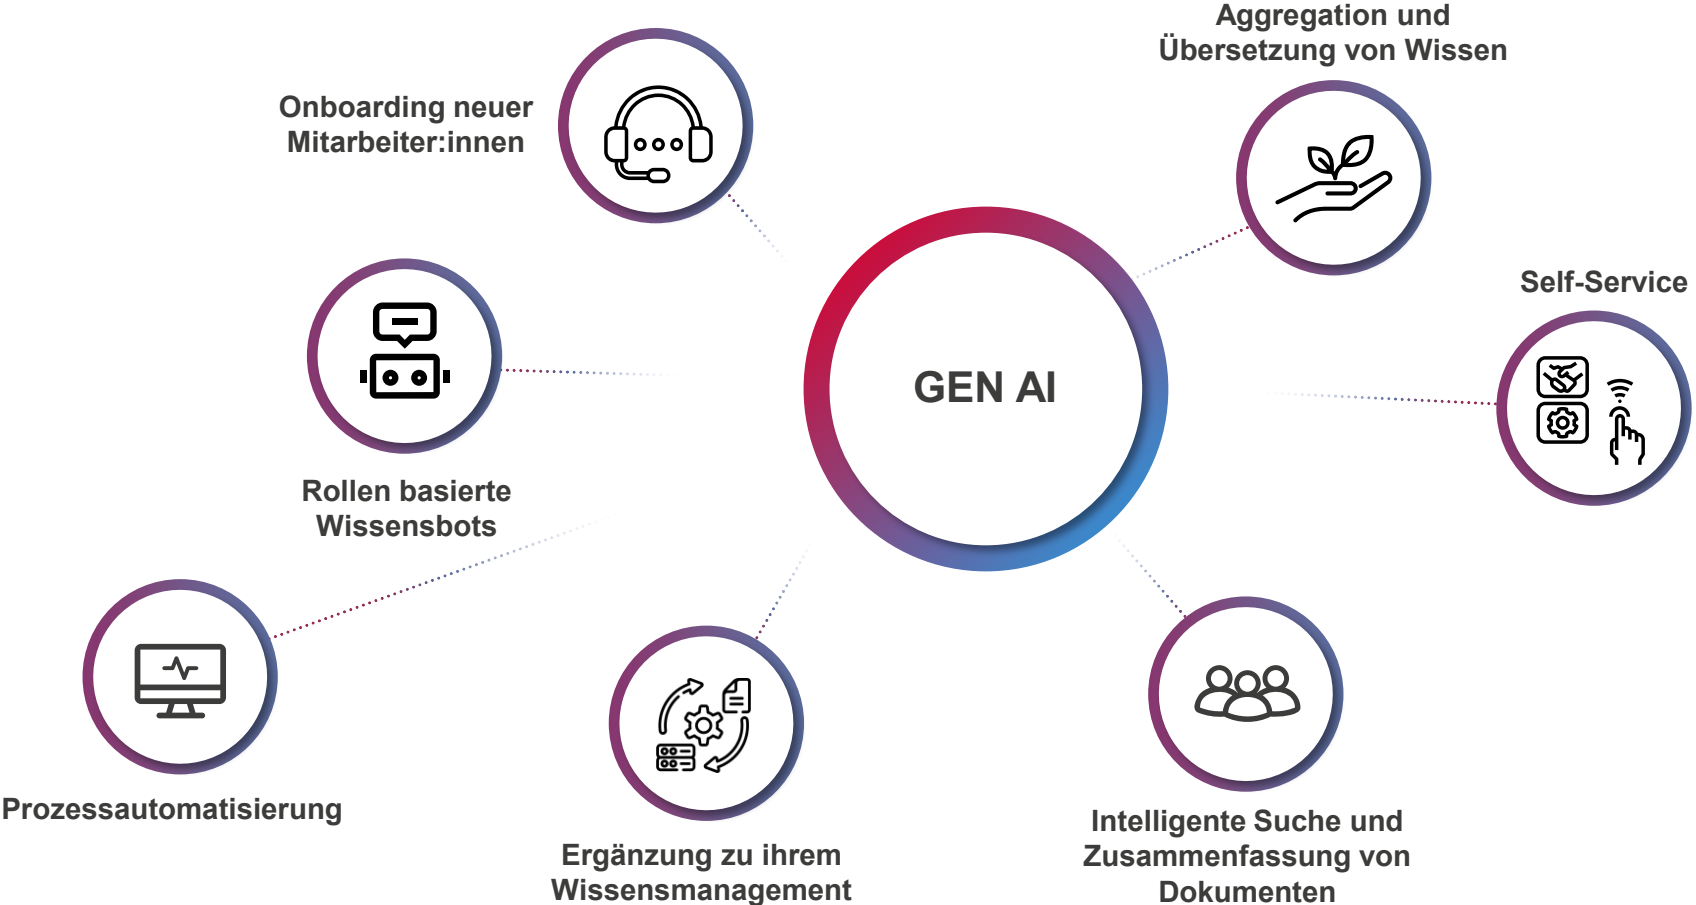 Aggregation und
Übersetzung von Wissen
Onboarding neuer
Mitarbeiter:innen
Self-Service
GEN AI
Rollen basierte
Wissensbots
Prozessautomatisierung
Ergänzung zu ihrem
Wissensmanagement
Intelligente Suche und
Zusammenfassung von
Dokumenten